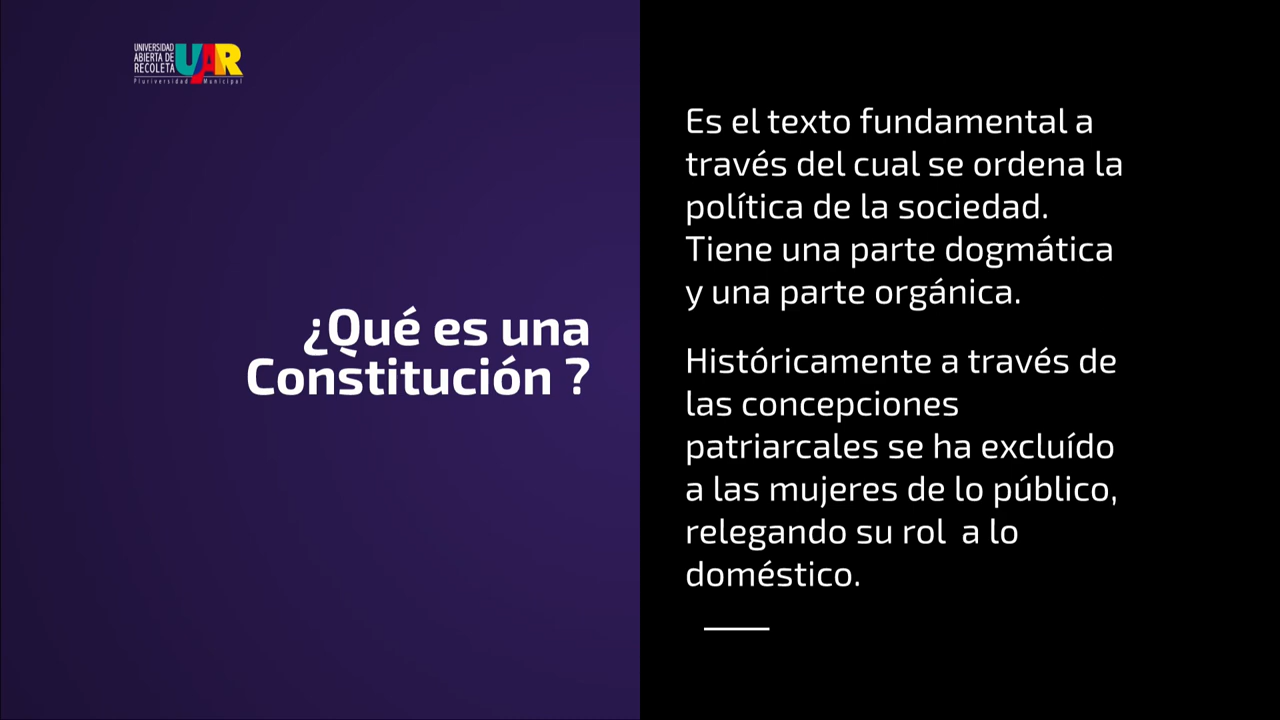 UNIVERSIDAD
ABIERTA DE
RECOLETA
UAR
Pluriversidad Municipal
¿Qué es una
Constitución ?
Es el texto fundamental a
través del cual se ordena la
política de la sociedad.
Tiene una parte dogmática
y una parte orgánica.
Históricamente a través de
las concepciones
patriarcales se ha excluído
a las mujeres de lo público,
relegando su rol  a lo
doméstico.